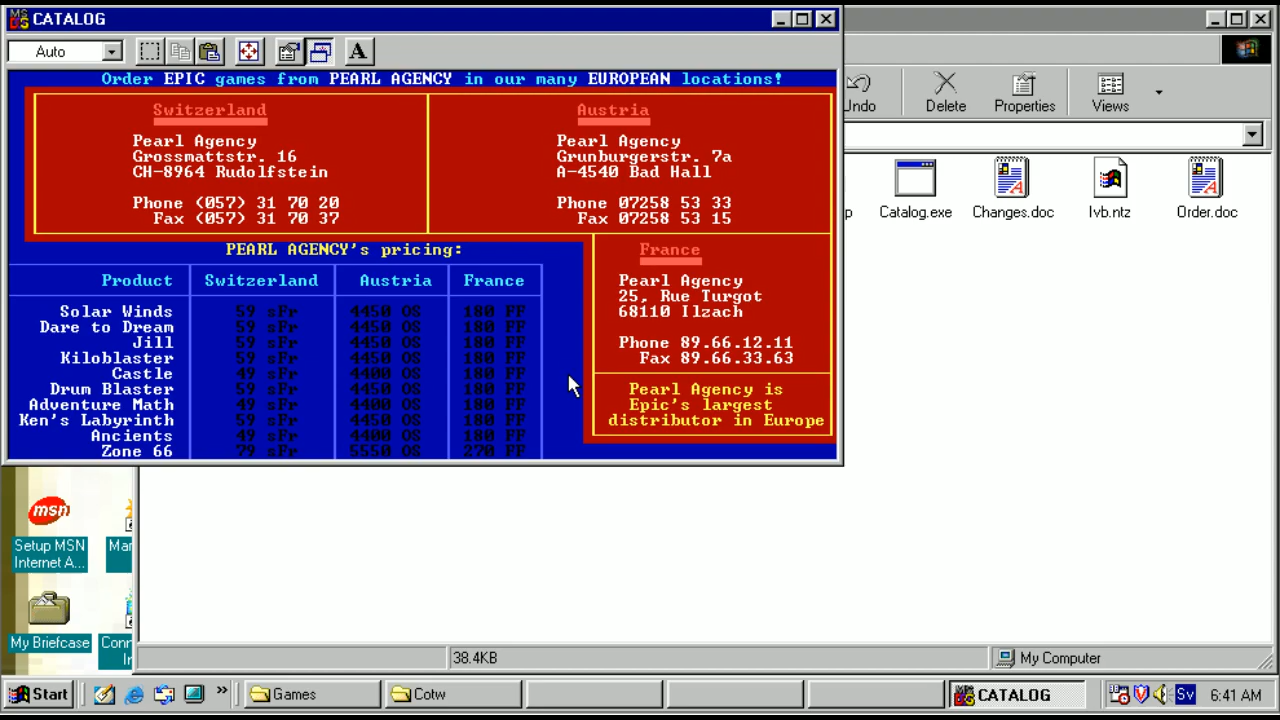 CATALOG
Auto
A
Order EPIC games from PEARL AGENCY in our many EUROPEAN locations!
Switzerland
Pearl Agency
Grossmattstr. 16
CH-8964 Rudolfstein
Phone (057) 31 70 20
Fax (057) 31 70 37
Austria
Pearl Agency
Grunburgerstr. 7a
A-4540 Bad Hall
Phone 07258 53 33
Fax 07258 53 15
France
Pearl Agency
25, Rue Turgot
68110 Ilzach
Phone 89.66.12.11
Fax 89.66.33.63
Pearl Agency is
Epic's largest
distributor in Europe
PEARL AGENCY's pricing:
Product Switzerland Austria France
Solar Winds 59 sFr 4450 OS 180 FF
Dare to Dream 59 sFr 4450 OS 180 FF
Jill 59 sFr 4450 OS 180 FF
Kiloblaster 59 sFr 4450 OS 180 FF
Castle 49 sFr 4400 OS 180 FF
Drum Blaster 59 sFr 4450 OS 180 FF
Adventure Math 49 sFr 4400 OS 180 FF
Ken's Labyrinth 59 sFr 4450 OS 180 FF
Ancients 49 sFr 4400 OS 180 FF
Zone 66 79 sFr 5550 OS 270 FF
Undo Delete Properties Views
p Catalog.exe Changes.doc lvb.ntz Order.doc
msn
Setup MSN
Internet A...
Mar
My Briefcase
Conn
In
38.4KB
My Computer
Start
»
Games
Cotw
CATALOG
Sv
6:41 AM